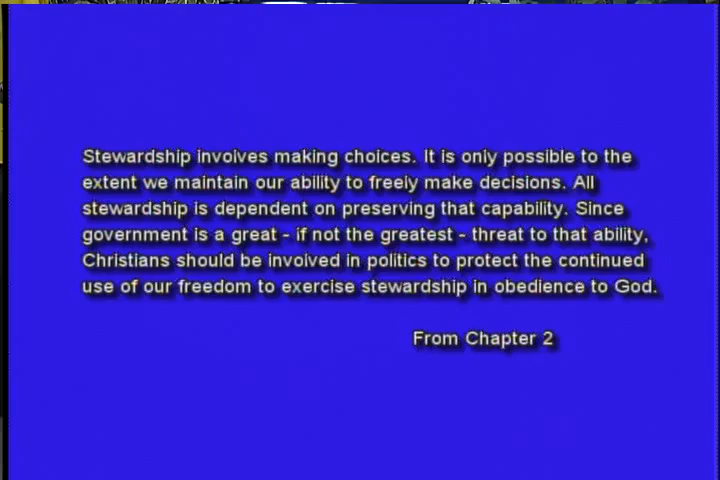 Stewardship involves making choices. It is only possible to the
extent we maintain our ability to freely make decisions. All
stewardship is dependent on preserving that capability. Since
government is a great - if not the greatest - threat to that ability,
Christians should be involved in politics to protect the continued
use of our freedom to exercise stewardship in obedience to God.
From Chapter 2